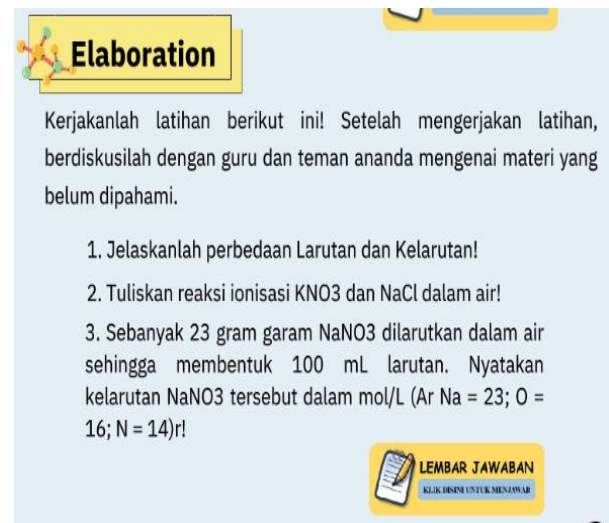 Elaboration
Kerjakanlah latihan berikut ini! Setelah mengerjakan latihan,
berdiskusilah dengan guru dan teman ananda mengenai materi yang
belum dipahami.
1. Jelaskanlah perbedaan Larutan dan Kelarutan!
2. Tuliskan reaksi ionisasi KNO3 dan NaCl dalam air!
3. Sebanyak 23 gram garam NaNO3 dilarutkan dalam air
sehingga membentuk 100 mL larutan. Nyatakan
kelarutan NaNO3 tersebut dalam mol/L (Ar Na = 23; O =
16; N = 14)r!
LEMBAR JAWABAN
KLIK DISINI UNTUK MENJAWAB